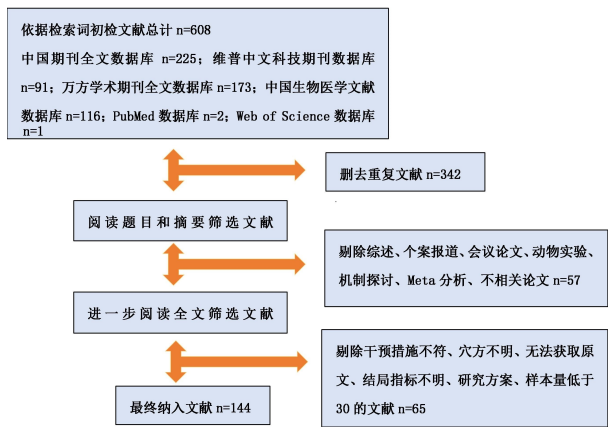 依据检索词初检文献总计 n=608
中国期刊全文数据库 n=225；维普中文科技期刊数据库
n=91；万方学术期刊全文数据库 n=173；中国生物医学文献
数据库 n=116；PubMed 数据库 n=2；Web of Science 数据库
n=1
删去重复文献 n=342
阅读题目和摘要筛选文献
剔除综述、个案报道、会议论文、动物实验、
机制探讨、Meta 分析、不相关论文 n=57
进一步阅读全文筛选文献
剔除干预措施不符、穴方不明、无法获取原
文、结局指标不明、研究方案、样本量低于
30 的文献 n=65
最终纳入文献 n=144